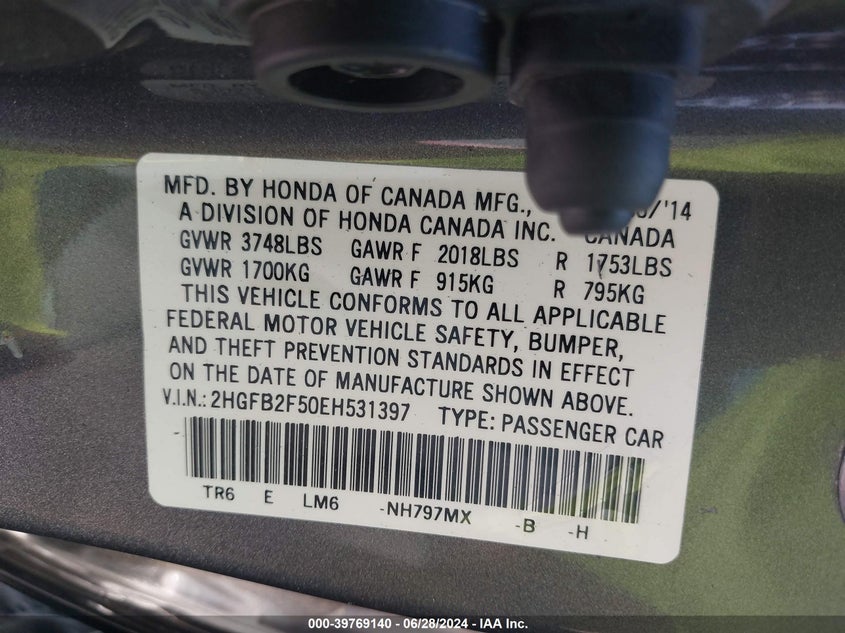 MFD. BY HONDA OF CANADA MFG., /'14
A DIVISION OF HONDA CANADA INC. CANADA
GVWR 3748LBS GAWR F 2018LBS R 1753LBS
GVWR 1700KG GAWR F 915KG R 795KG
THIS VEHICLE CONFORMS TO ALL APPLICABLE
FEDERAL MOTOR VEHICLE SAFETY, BUMPER,
AND THEFT PREVENTION STANDARDS IN EFFECT
ON THE DATE OF MANUFACTURE SHOWN ABOVE.
V.I.N.: 2HGFB2F50EH531397 TYPE: PASSENGER CAR
TR6 E LM6 -NH797MX -B -H
000-39769140 - 06/28/2024 - IAA Inc.